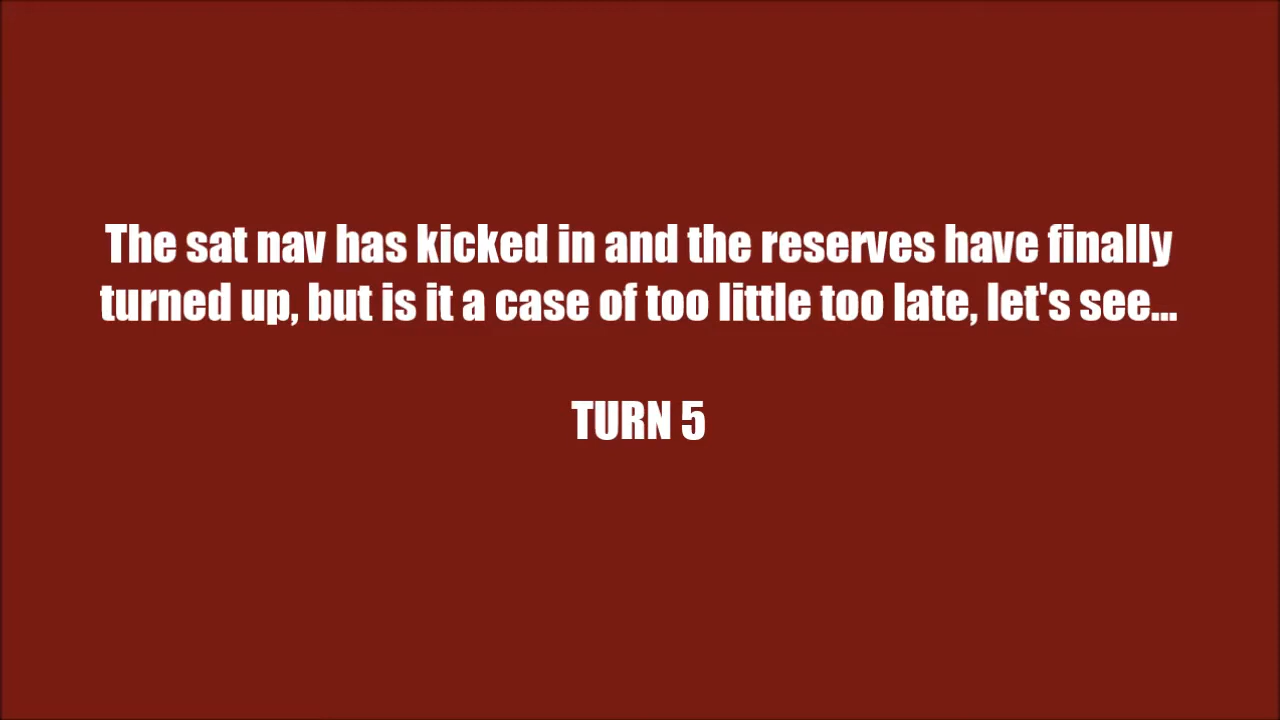 The sat nav has kicked in and the reserves have finally
turned up, but is it a case of too little too late, let's see...
TURN 5